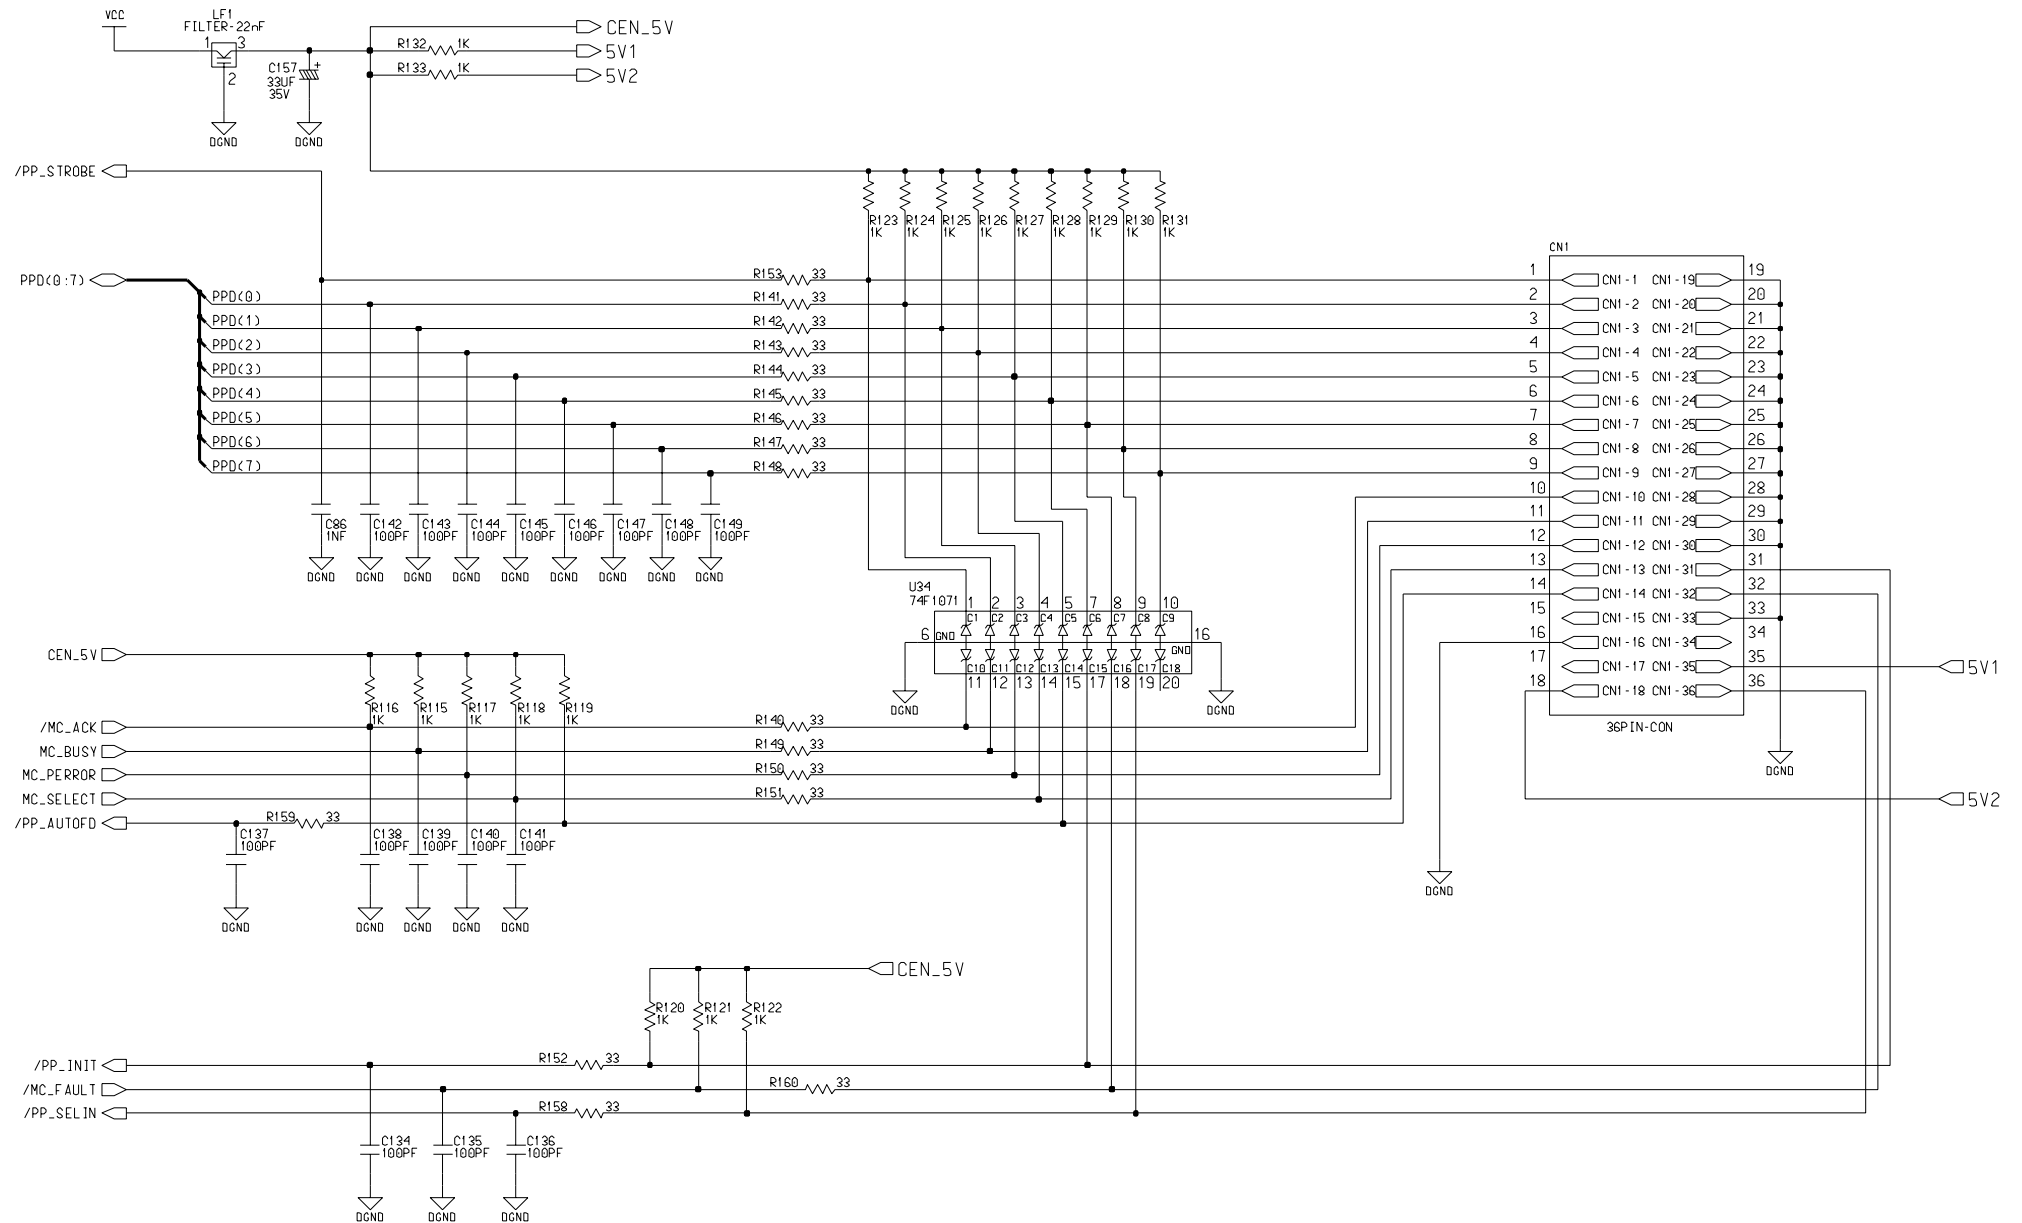 VCC
LF1
FILTER-22nF
1 3
2
C157 +
33UF
35V
DGND DGND
R132 1K
R133 1K
CEN_5V
5V1
5V2
/PP_STROBE
PPD(0:7)
PPD(0)
PPD(1)
PPD(2)
PPD(3)
PPD(4)
PPD(5)
PPD(6)
PPD(7)
R123 R124 R125 R126 R127 R128 R129 R130 R131
1K 1K 1K 1K 1K 1K 1K 1K 1K
R153 33
R141 33
R142 33
R143 33
R144 33
R145 33
R146 33
R147 33
R148 33
C86 C142 C143 C144 C145 C146 C147 C148 C149
1NF 100PF 100PF 100PF 100PF 100PF 100PF 100PF 100PF
DGND DGND DGND DGND DGND DGND DGND DGND DGND
U34
74F1071
1 2 3 4 5 7 8 9 10
C1 C2 C3 C4 C5 C6 C7 C8 C9
6 GND GND 16
C10 C11 C12 C13 C14 C15 C16 C17 C18
11 12 13 14 15 17 18 19 20
DGND DGND
CN1
1 CN1-1 CN1-19 19
2 CN1-2 CN1-20 20
3 CN1-3 CN1-21 21
4 CN1-4 CN1-22 22
5 CN1-5 CN1-23 23
6 CN1-6 CN1-24 24
7 CN1-7 CN1-25 25
8 CN1-8 CN1-26 26
9 CN1-9 CN1-27 27
10 CN1-10 CN1-28 28
11 CN1-11 CN1-29 29
12 CN1-12 CN1-30 30
13 CN1-13 CN1-31 31
14 CN1-14 CN1-32 32
15 CN1-15 CN1-33 33
16 CN1-16 CN1-34 34
17 CN1-17 CN1-35 35
18 CN1-18 CN1-36 36
36PIN-CON
5V1
DGND
5V2
DGND
CEN_5V
R116 R115 R117 R118 R119
1K 1K 1K 1K 1K
/MC_ACK
MC_BUSY
MC_PERROR
MC_SELECT
/PP_AUTOFD
R140 33
R149 33
R150 33
R151 33
R159 33
C137 C138 C139 C140 C141
100PF 100PF 100PF 100PF 100PF
DGND DGND DGND DGND DGND
CEN_5V
R120 R121 R122
1K 1K 1K
/PP_INIT R152 33
/MC_FAULT R160 33
/PP_SELIN R158 33
C134 C135 C136
100PF 100PF 100PF
DGND DGND DGND